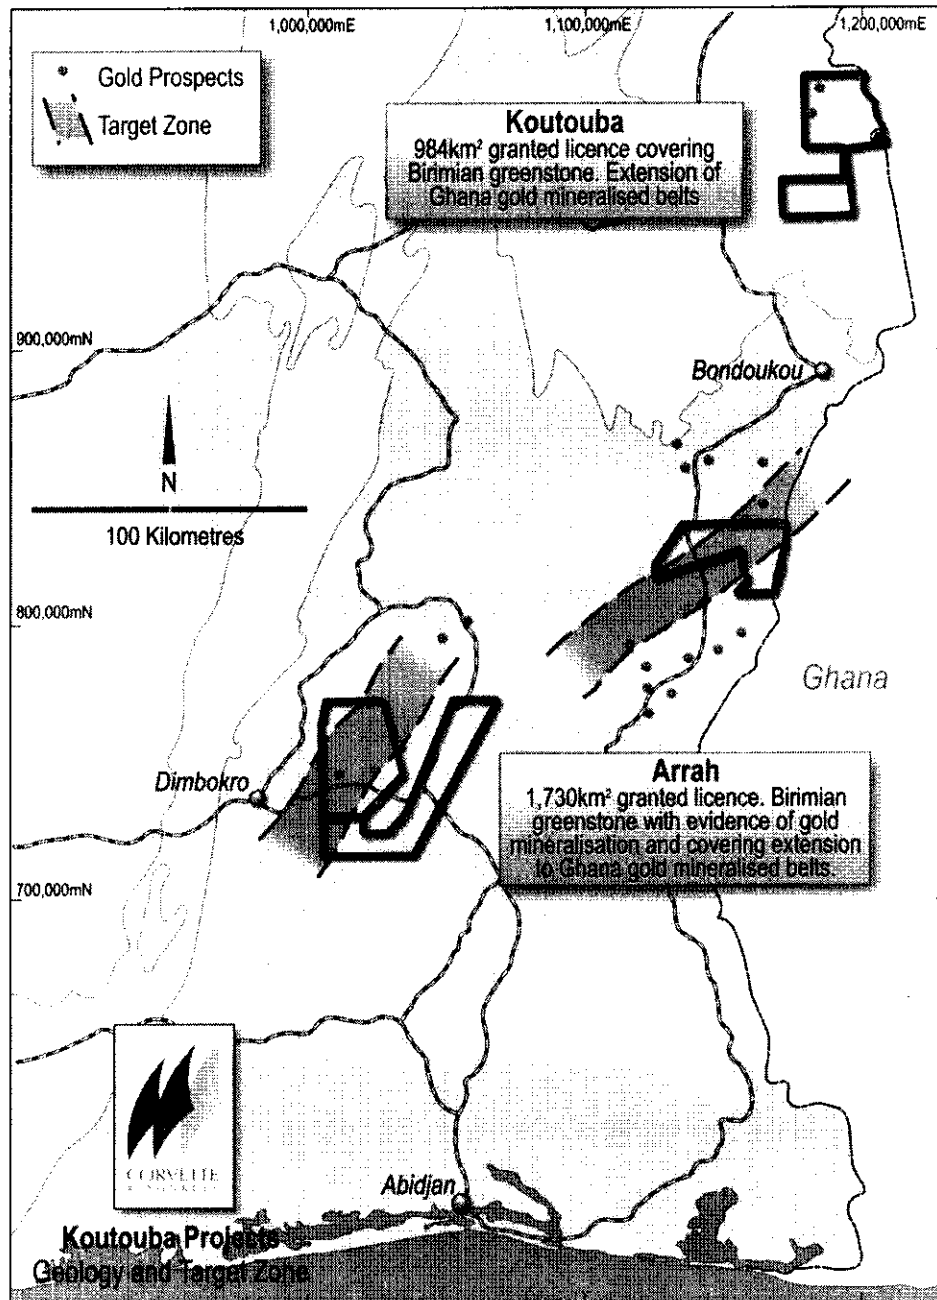 1,000,000mE
1,100,000mE
1,200,000mE
Gold Prospects
Target Zone
Koutouba
984km² granted licence covering
Birimian greenstone. Extension of
Ghana gold mineralised belts
900,000mN
Bondoukou
N
100 Kilometres
800,000mN
Ghana
Dimbokro
Arrah
1,730km² granted licence. Birimian
greenstone with evidence of gold
mineralisation and covering extension
to Ghana gold mineralised belts.
700,000mN
CORVETTE
Abidjan
Koutouba Projects
Geology and Target Zone